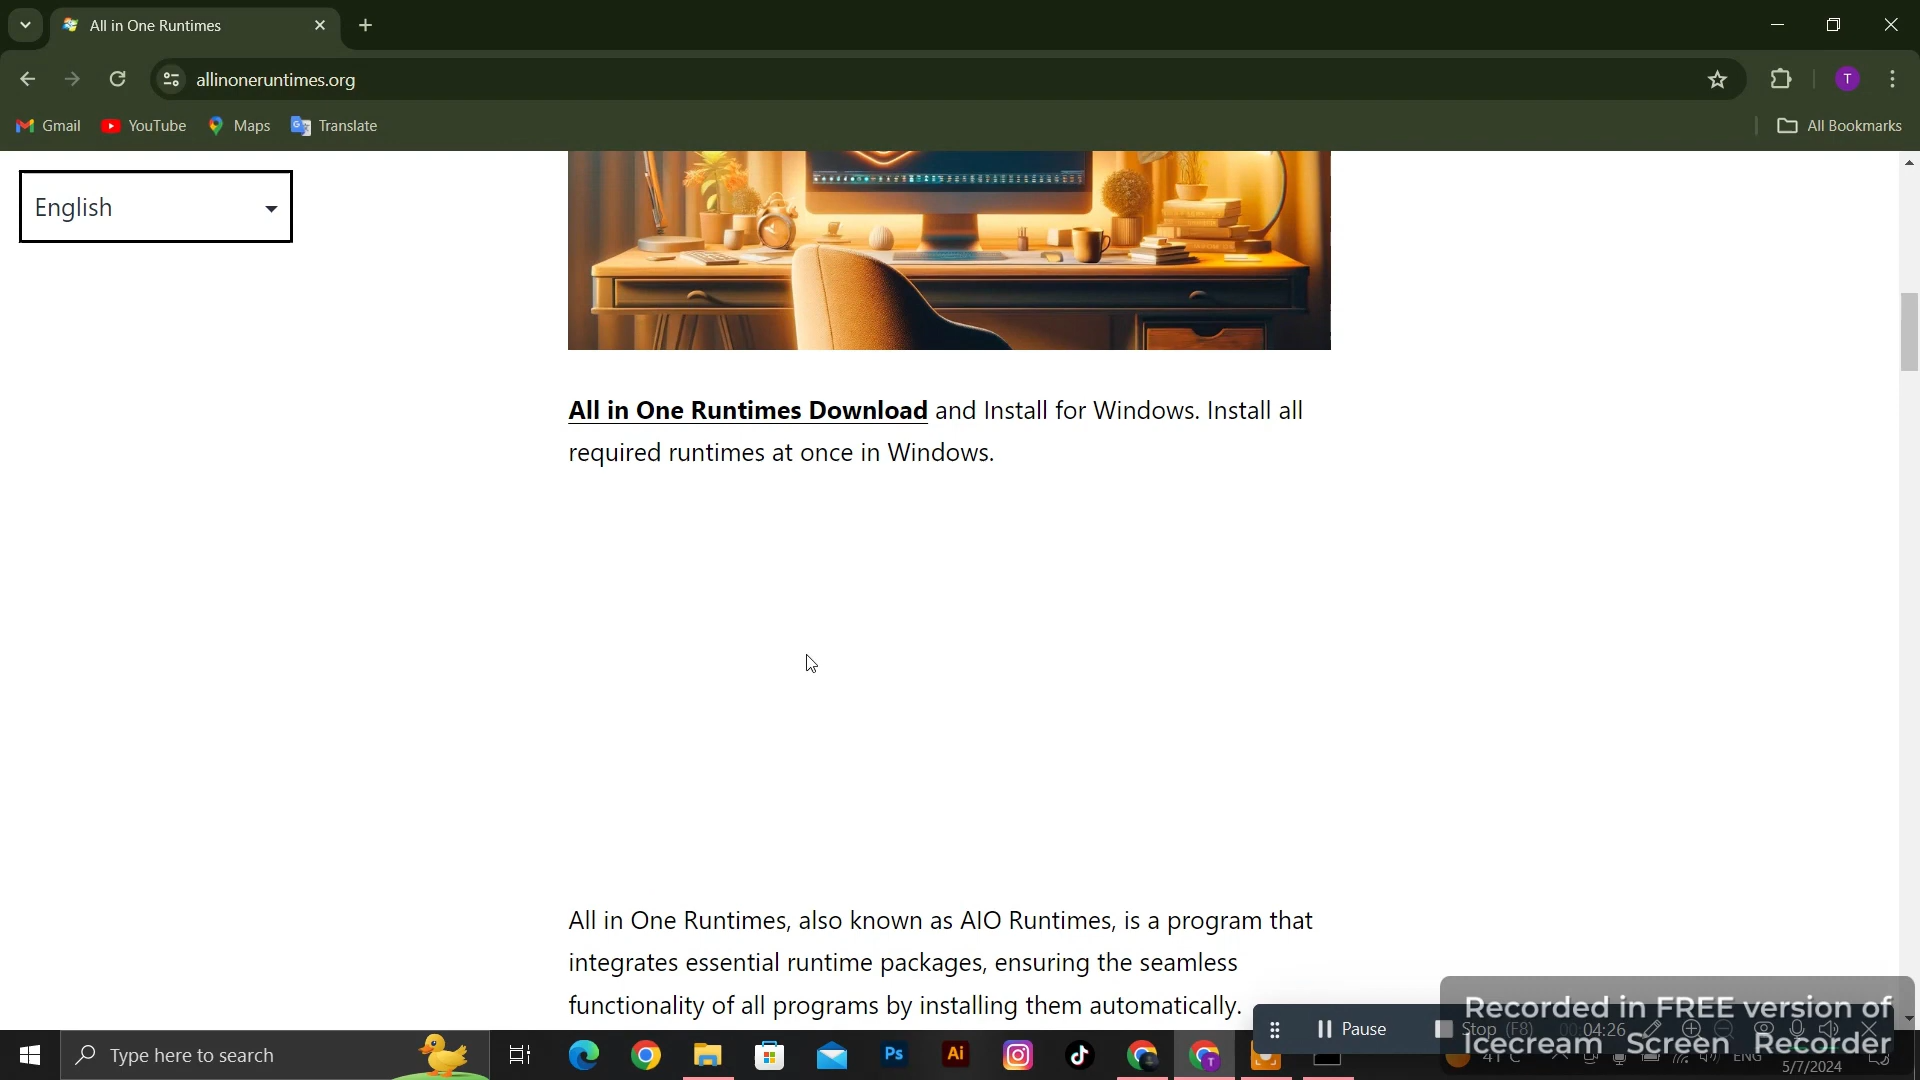 All in One Runtimes
allinoneruntimes.org
Gmail
YouTube
Maps
Translate
All Bookmarks
T
English
All in One Runtimes Download and Install for Windows. Install all
required runtimes at once in Windows.
All in One Runtimes, also known as AIO Runtimes, is a program that
integrates essential runtime packages, ensuring the seamless
functionality of all programs by installing them automatically.
Pause
Stop (F8)
00:04:26
Recorded in FREE version of
Icecream Screen Recorder
Type here to search
Ps
Ai
T
41°C
ENG
5/7/2024